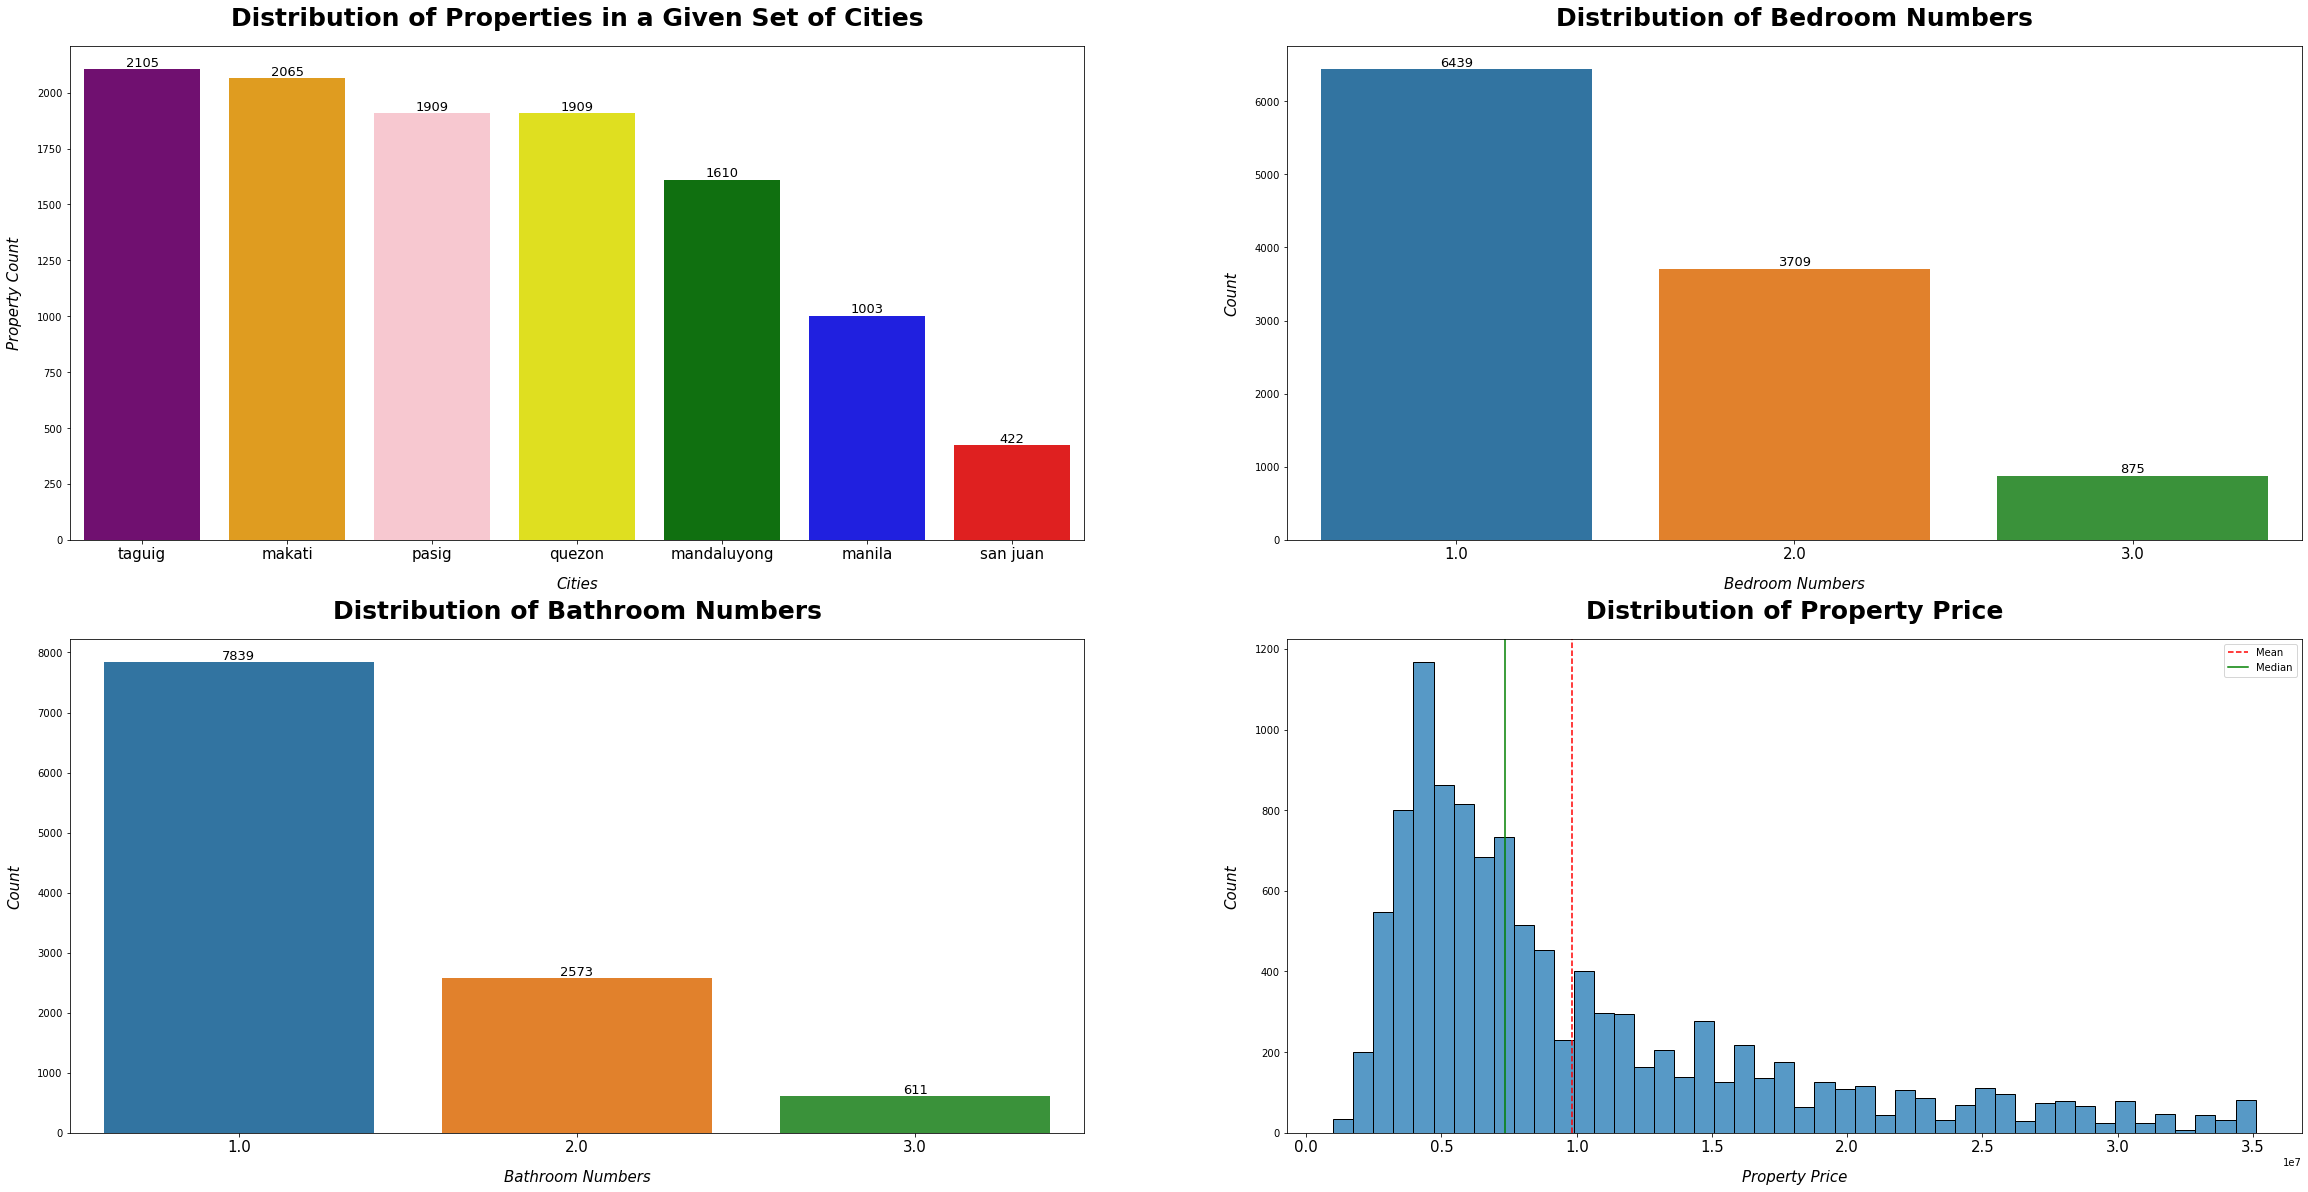 Distribution of Properties in a Given Set of Cities
2105
2065
1909
1909
1610
1003
422
2000
1750
1500
1250
1000
750
500
250
0
Property Count
taguig makati pasig quezon mandaluyong manila san juan
Cities
Distribution of Bedroom Numbers
6439
3709
875
6000
5000
4000
3000
2000
1000
0
Count
1.0 2.0 3.0
Bedroom Numbers
Distribution of Bathroom Numbers
7839
2573
611
8000
7000
6000
5000
4000
3000
2000
1000
0
Count
1.0 2.0 3.0
Bathroom Numbers
Distribution of Property Price
Mean
Median
1200
1000
800
600
400
200
0
Count
0.0 0.5 1.0 1.5 2.0 2.5 3.0 3.5
1e7
Property Price